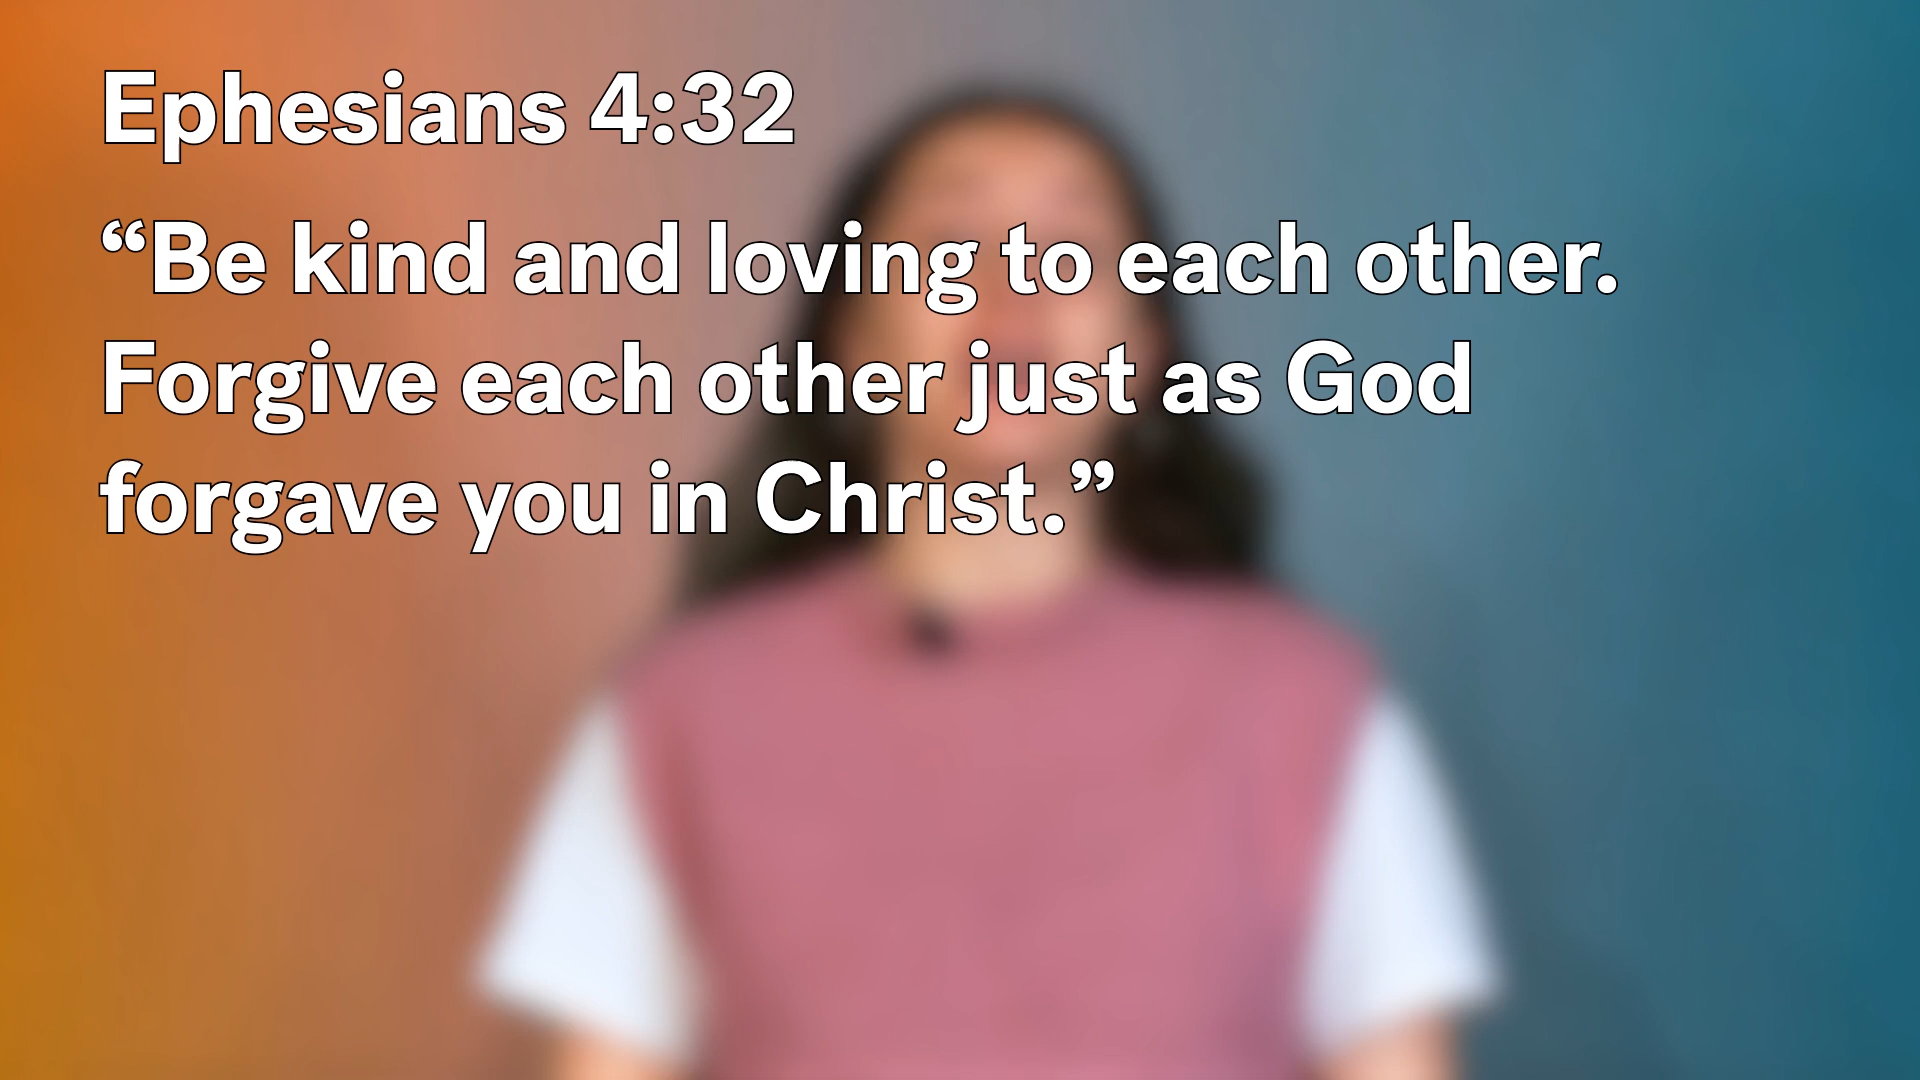 Ephesians 4:32
“Be kind and loving to each other.
Forgive each other just as God
forgave you in Christ.”